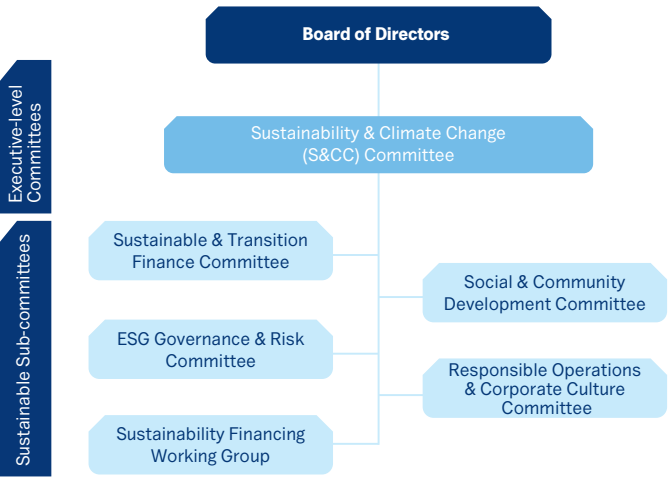 Board of Directors
Executive-level
Committees
Sustainability & Climate Change
(S&CC) Committee
Sustainable Sub-committees
Sustainable & Transition
Finance Committee
Social & Community
Development Committee
ESG Governance & Risk
Committee
Responsible Operations
& Corporate Culture
Committee
Sustainability Financing
Working Group